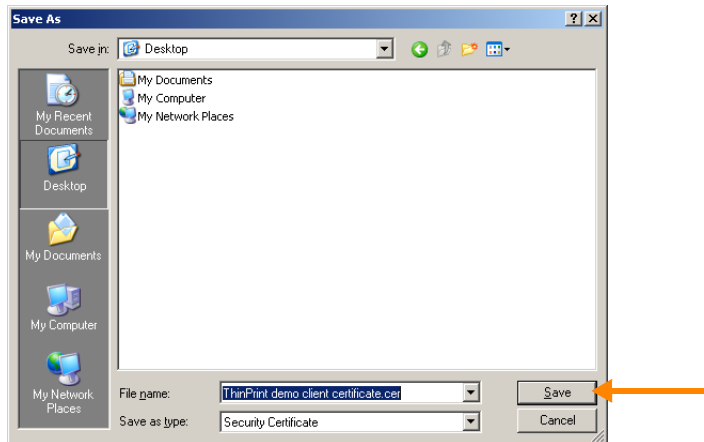 Save As
Save in:
Desktop
My Documents
My Computer
My Network Places
My Recent
Documents
Desktop
My Documents
My Computer
My Network
Places
File name:
ThinPrint demo client certificate.cer
Save
Save as type:
Security Certificate
Cancel